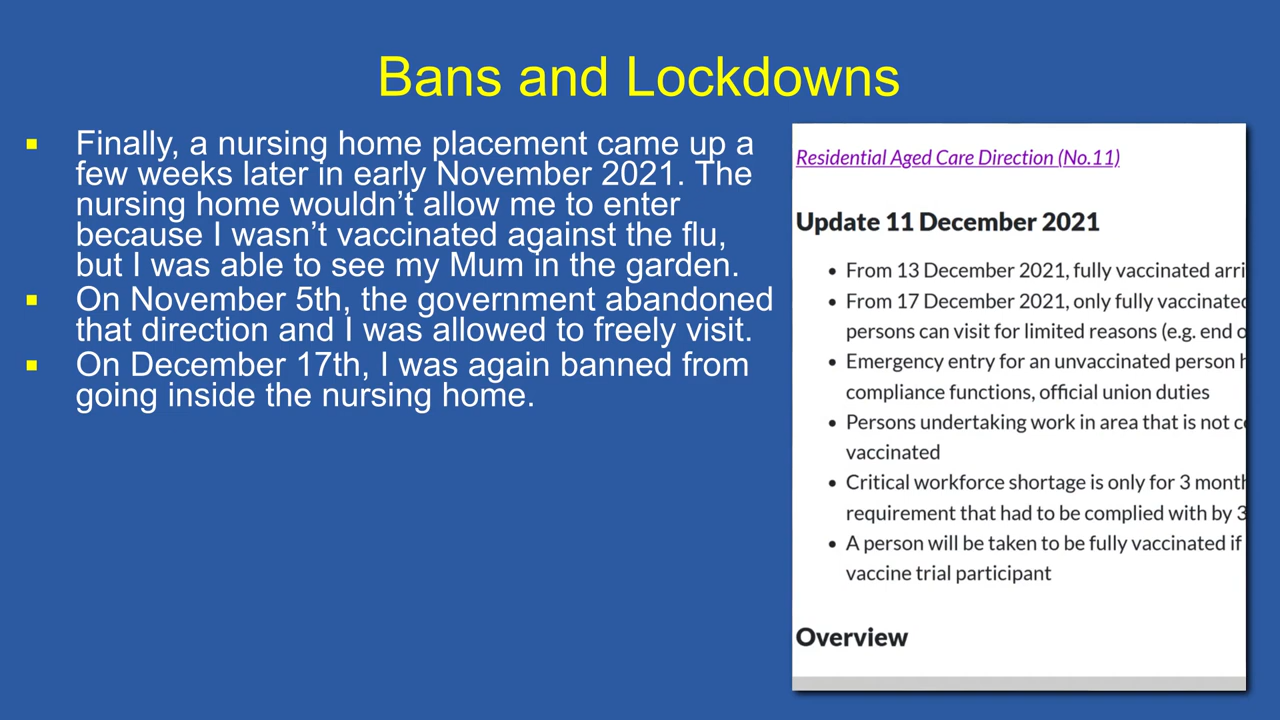 Bans and Lockdowns
Finally, a nursing home placement came up a
few weeks later in early November 2021. The
nursing home wouldn’t allow me to enter
because I wasn’t vaccinated against the flu,
but I was able to see my Mum in the garden.
On November 5th, the government abandoned
that direction and I was allowed to freely visit.
On December 17th, I was again banned from
going inside the nursing home.
Residential Aged Care Direction (No.11)
Update 11 December 2021
From 13 December 2021, fully vaccinated arri
From 17 December 2021, only fully vaccinated
persons can visit for limited reasons (e.g. end o
Emergency entry for an unvaccinated person h
compliance functions, official union duties
Persons undertaking work in area that is not c
vaccinated
Critical workforce shortage is only for 3 month
requirement that had to be complied with by 3
A person will be taken to be fully vaccinated if
vaccine trial participant
Overview